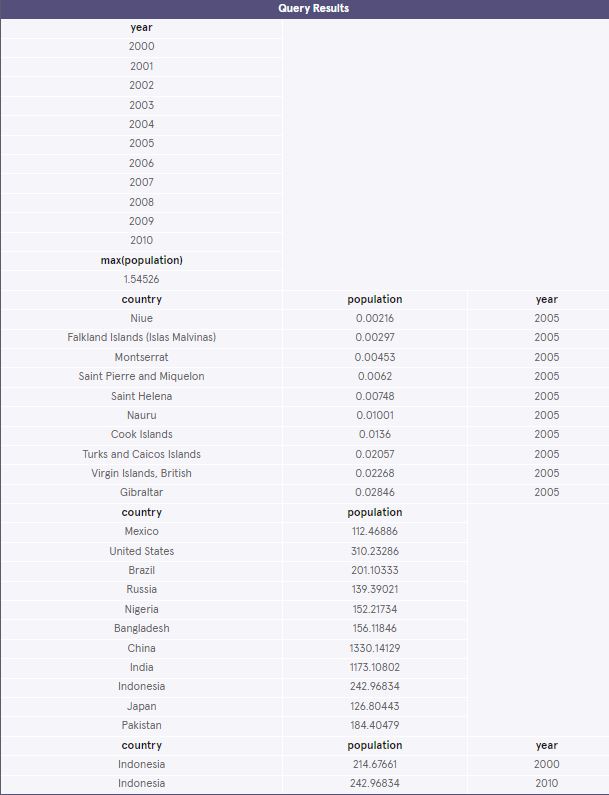 Query Results
year
2000
2001
2002
2003
2004
2005
2006
2007
2008
2009
2010
max(population)
1.54526
country population year
Niue 0.00216 2005
Falkland Islands (Islas Malvinas) 0.00297 2005
Montserrat 0.00453 2005
Saint Pierre and Miquelon 0.0062 2005
Saint Helena 0.00748 2005
Nauru 0.01001 2005
Cook Islands 0.0136 2005
Turks and Caicos Islands 0.02057 2005
Virgin Islands, British 0.02268 2005
Gibraltar 0.02846 2005
country population
Mexico 112.46886
United States 310.23286
Brazil 201.10333
Russia 139.39021
Nigeria 152.21734
Bangladesh 156.11846
China 1330.14129
India 1173.10802
Indonesia 242.96834
Japan 126.80443
Pakistan 184.40479
country population year
Indonesia 214.67661 2000
Indonesia 242.96834 2010